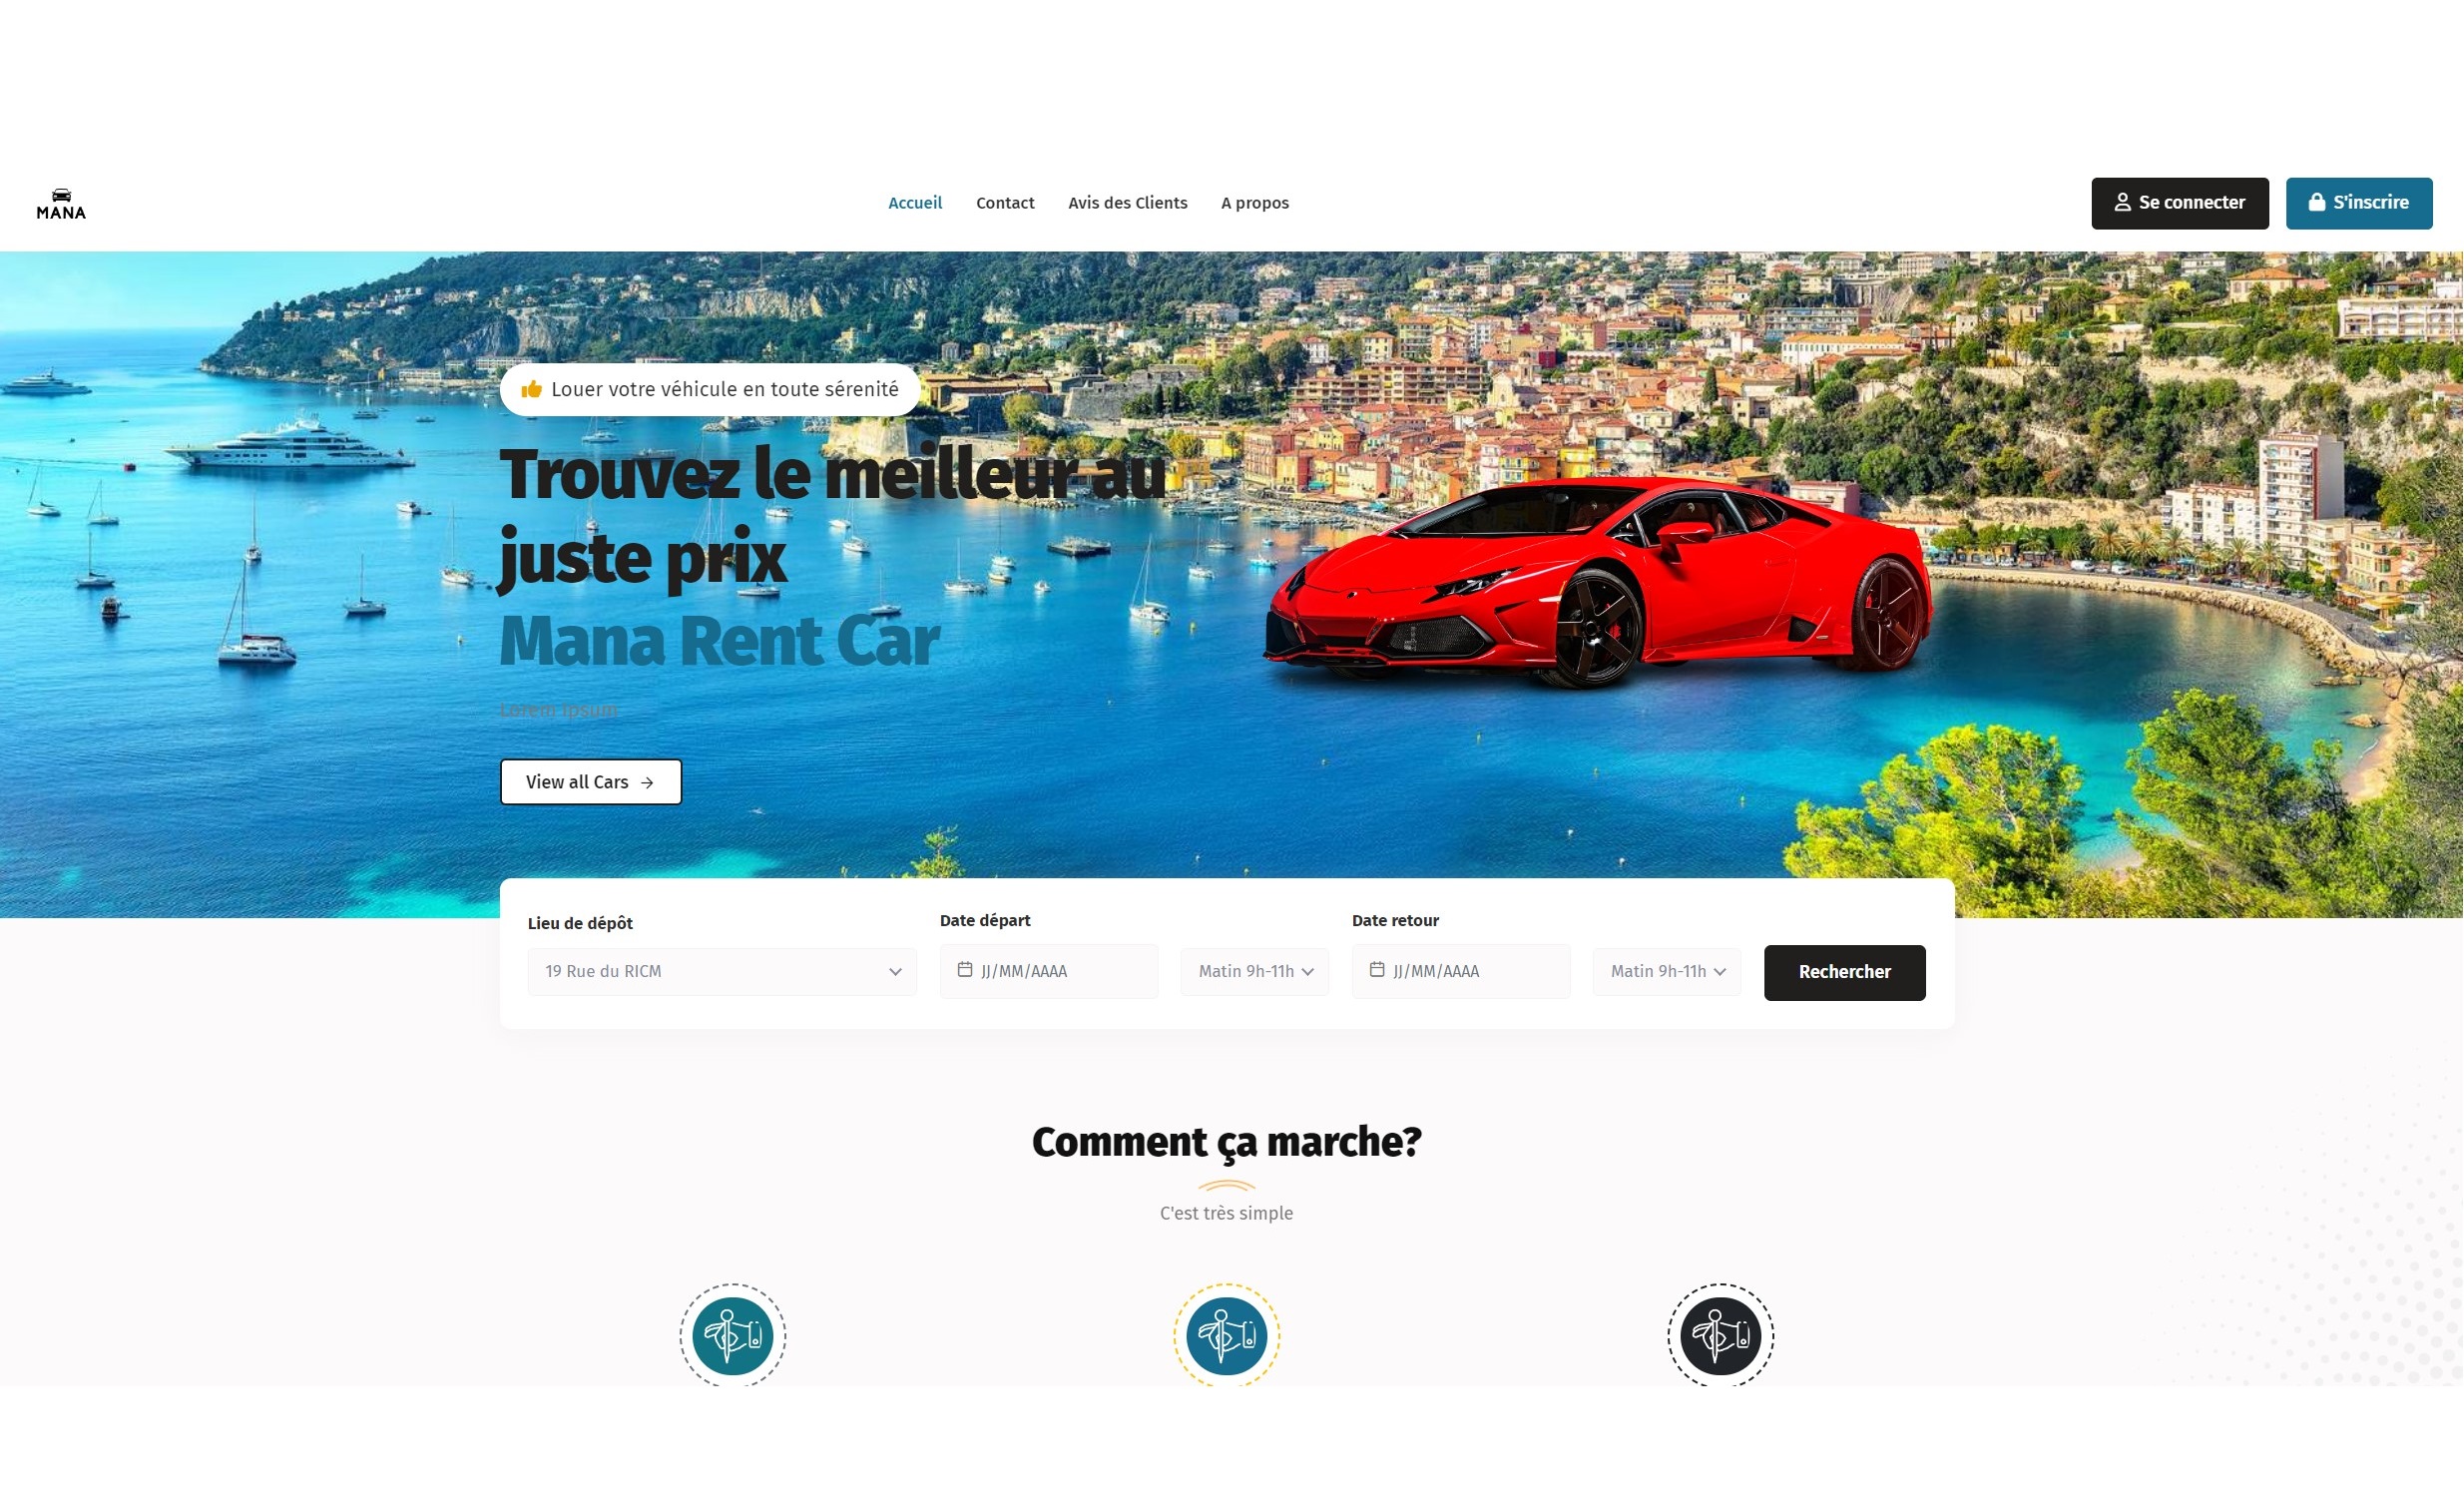 MANA
Accueil Contact Avis des Clients A propos
Se connecter S'inscrire
Louer votre véhicule en toute sérenité
Trouvez le meilleur au
juste prix
Mana Rent Car
Lorem Ipsum
View all Cars
Lieu de dépôt Date départ Date retour
19 Rue du RICM JJ/MM/AAAA Matin 9h-11h JJ/MM/AAAA Matin 9h-11h Rechercher
Comment ça marche?
C'est très simple